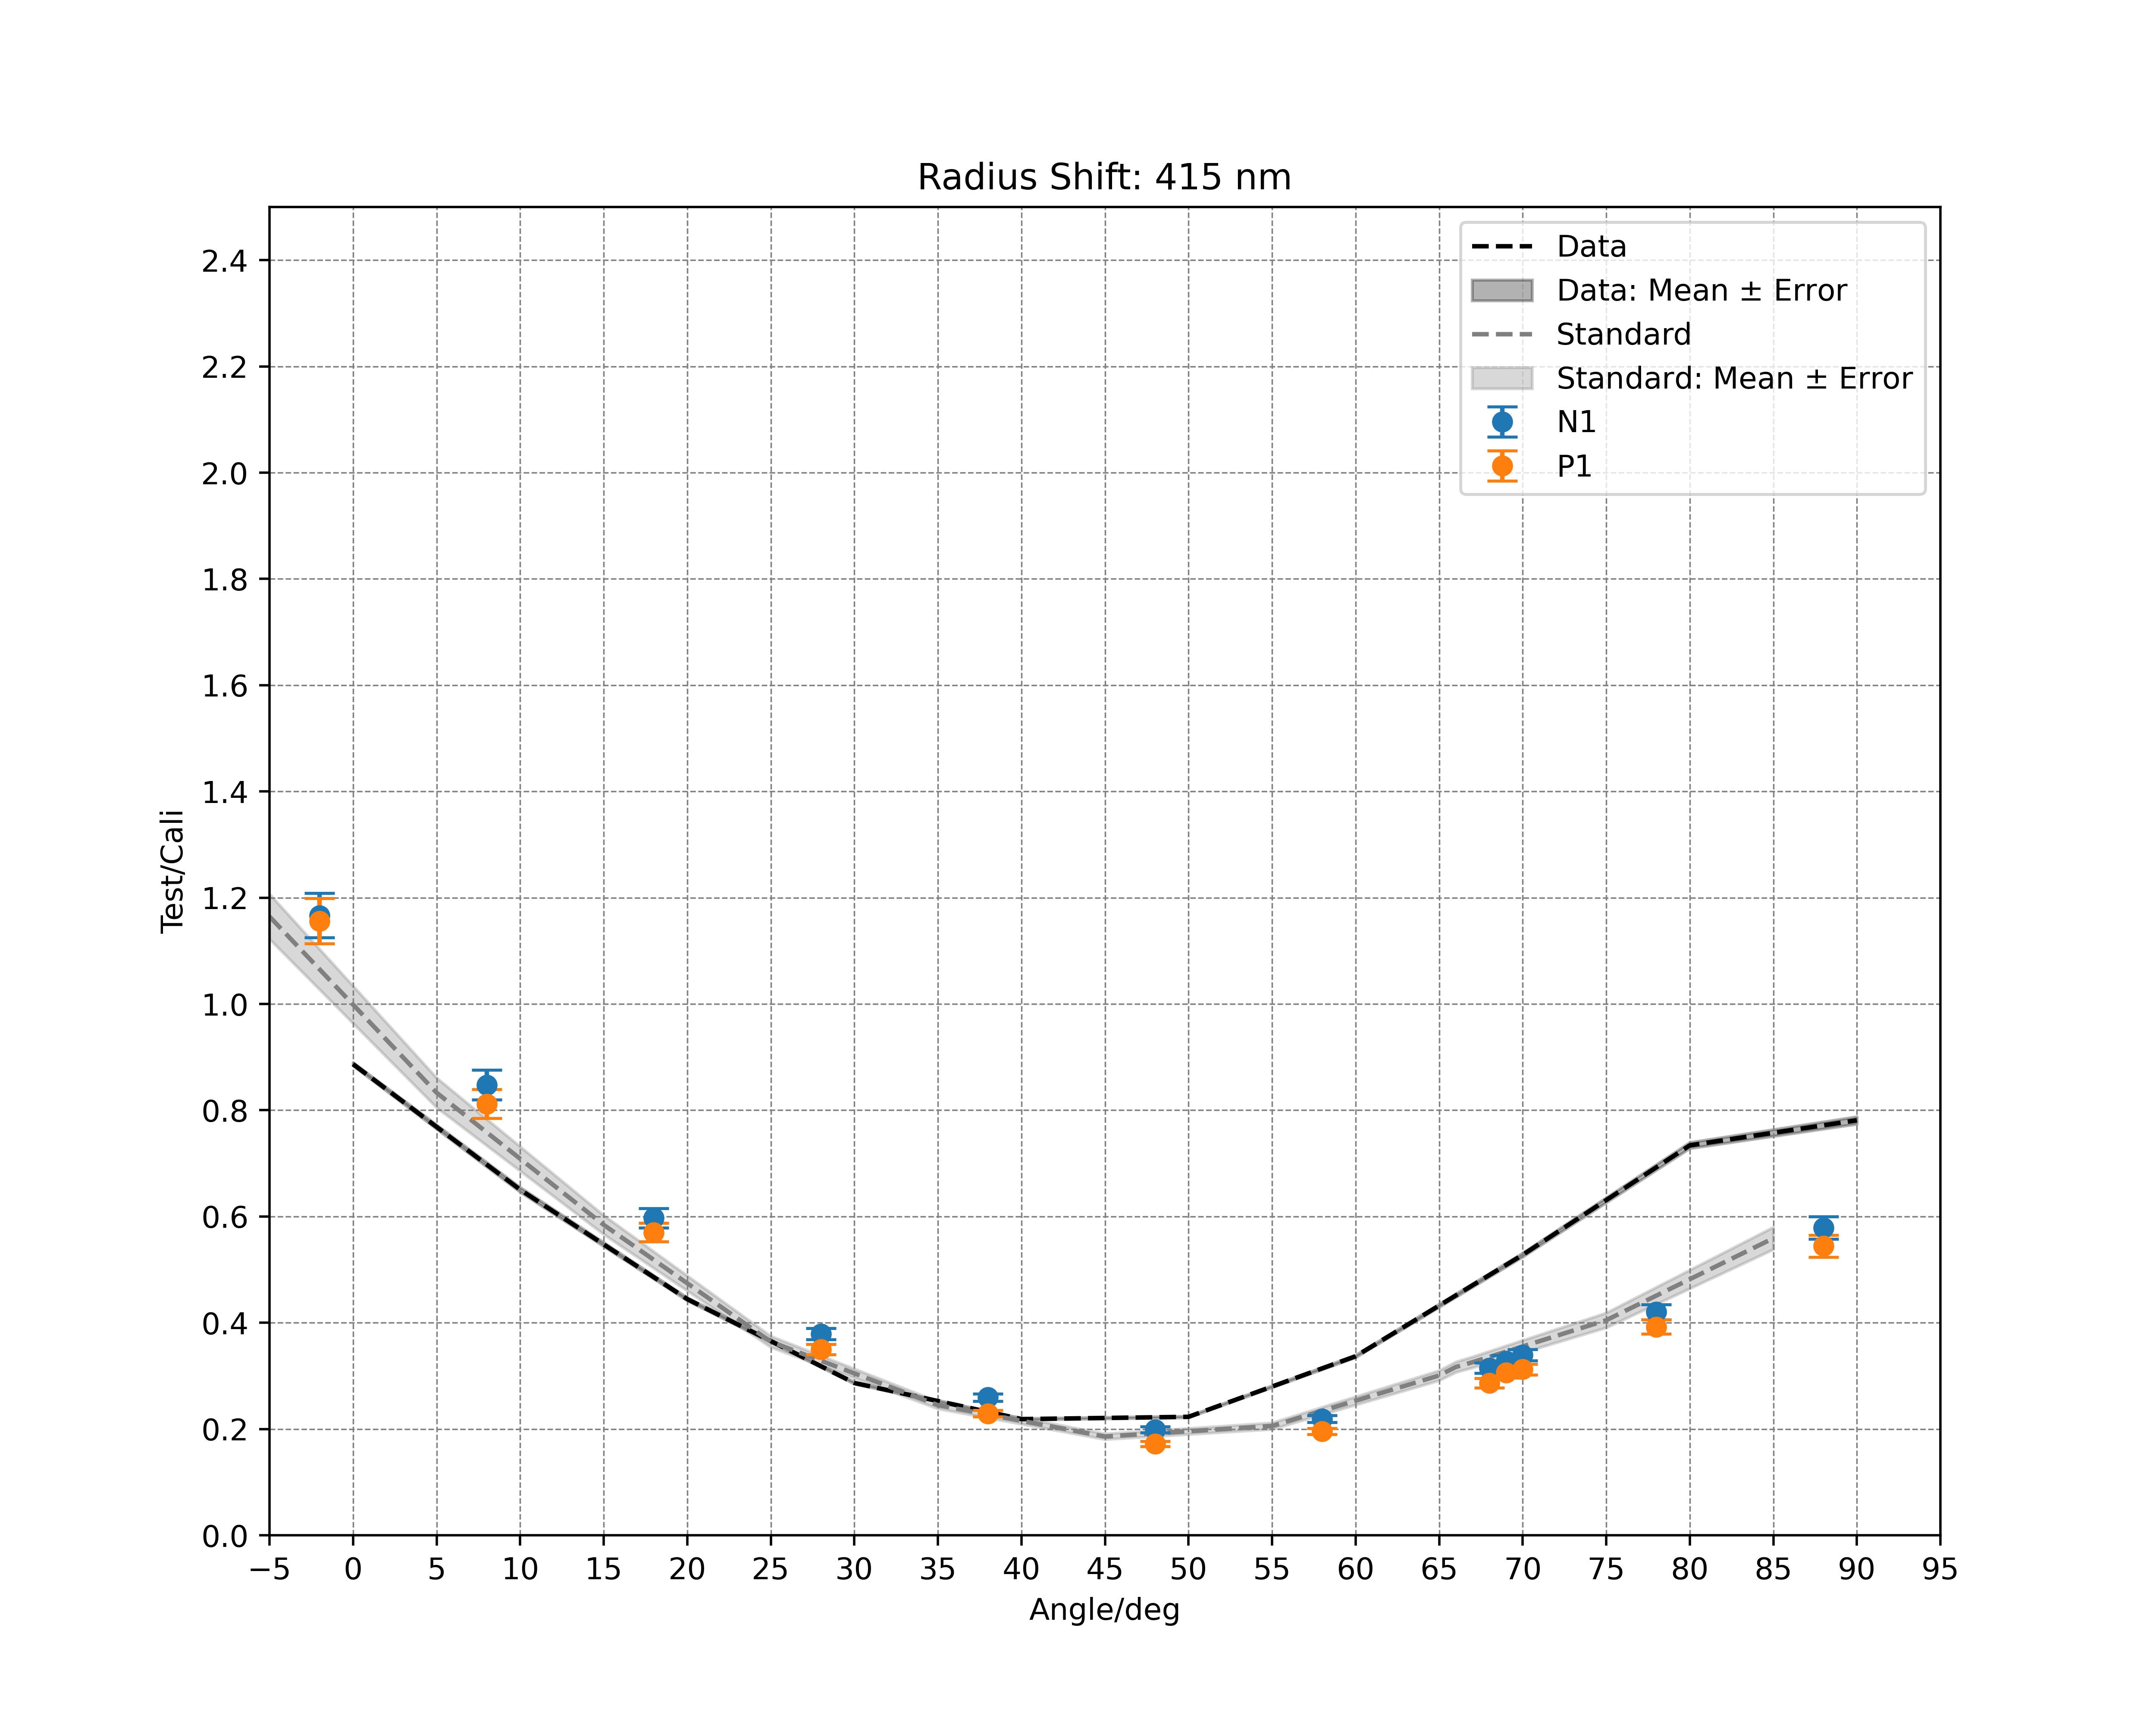 Radius Shift: 415 nm
2.4
2.2
2.0
1.8
1.6
1.4
1.2
1.0
0.8
0.6
0.4
0.2
0.0
Test/Cali
Data
Data: Mean ± Error
Standard
Standard: Mean ± Error
N1
P1
−5 0 5 10 15 20 25 30 35 40 45 50 55 60 65 70 75 80 85 90 95
Angle/deg